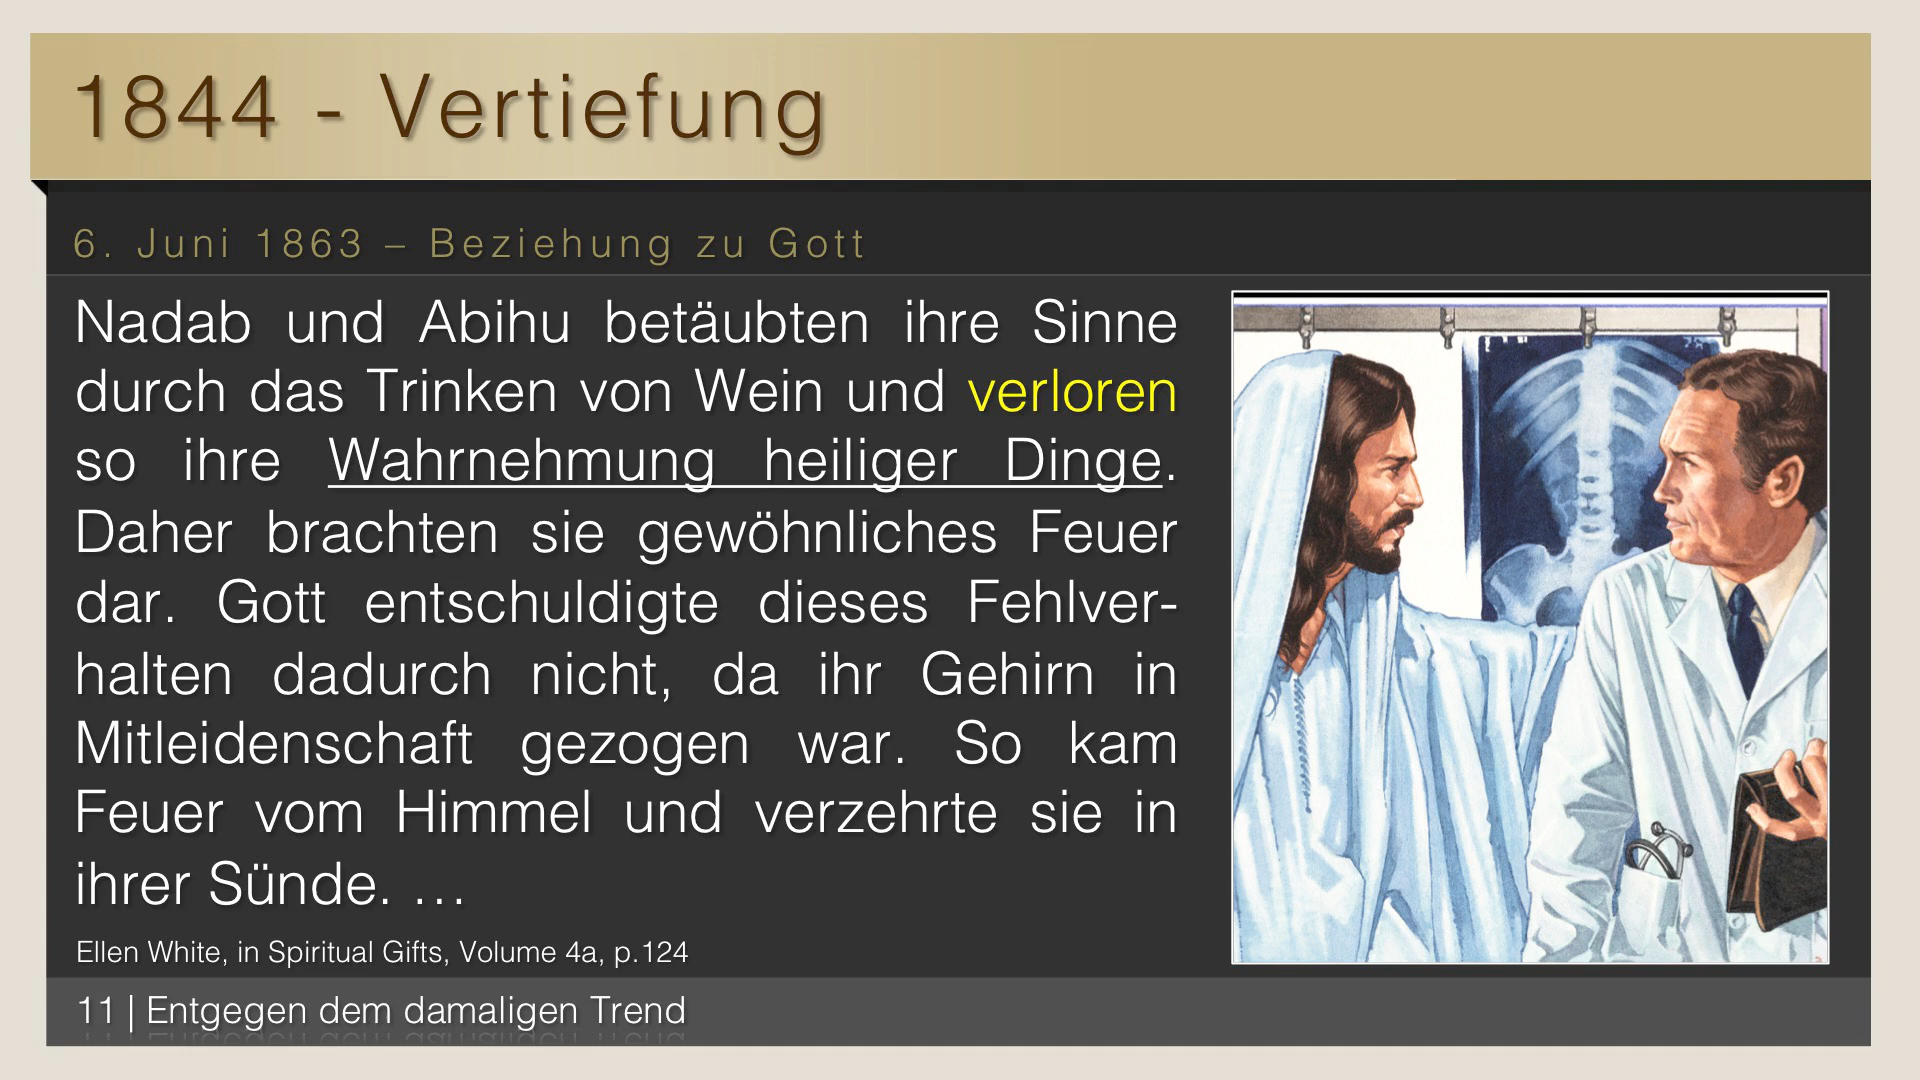 1844 - Vertiefung
6. Juni 1863 – Beziehung zu Gott
Nadab und Abihu betäubten ihre Sinne
durch das Trinken von Wein und verloren
so ihre Wahrnehmung heiliger Dinge.
Daher brachten sie gewöhnliches Feuer
dar. Gott entschuldigte dieses Fehlver-
halten dadurch nicht, da ihr Gehirn in
Mitleidenschaft gezogen war. So kam
Feuer vom Himmel und verzehrte sie in
ihrer Sünde. …
Ellen White, in Spiritual Gifts, Volume 4a, p.124
11 | Entgegen dem damaligen Trend